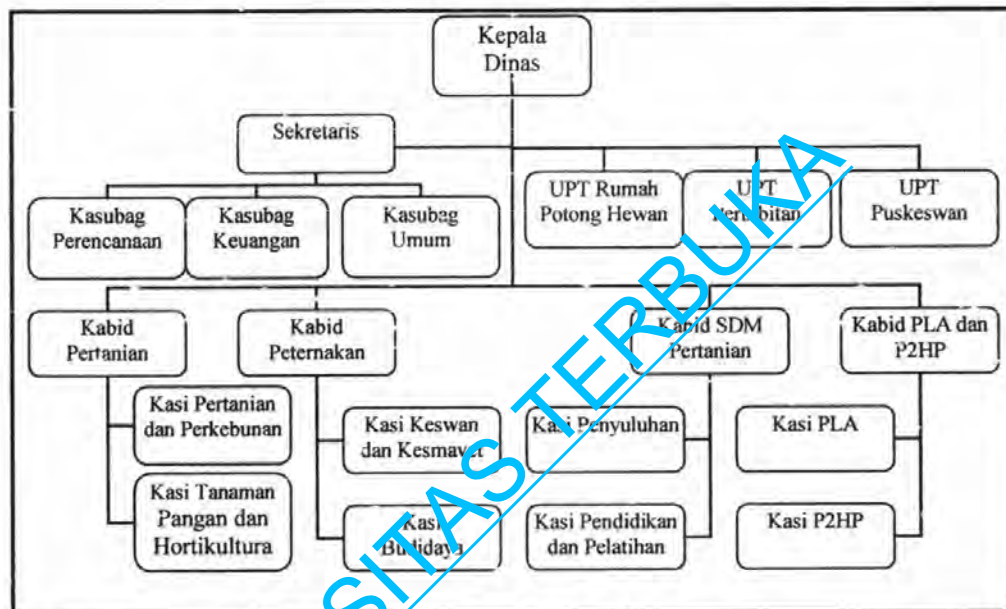 Kepala
Dinas
Sekretaris
UPT Rumah
Potong Hewan
UPT
UPT
Puskeswan
Kasubag
Perencanaan
Kasubag
Keuangan
Kasubag
Umum
Kabid
Pertanian
Kabid
Peternakan
Kabid SDM
Pertanian
Kabid PLA dan
P2HP
Kasi Pertanian
dan Perkebunan
Kasi Keswan
dan Kesmavet
Kasi Penyuluhan
Kasi PLA
Kasi Tanaman
Pangan dan
Hortikultura
Kasi
Budidaya
Kasi Pendidikan
dan Pelatihan
Kasi P2HP
SITAS TERBUKA